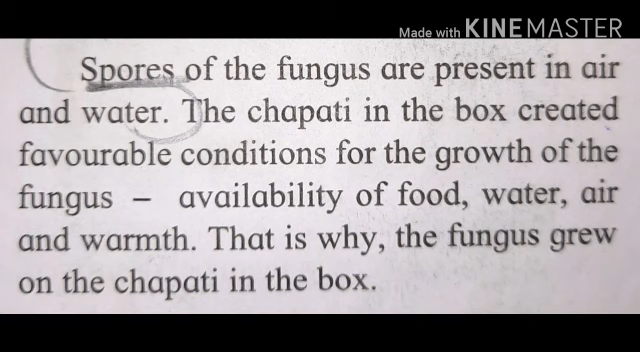 Made with KINEMASTER
Spores of the fungus are present in air
and water. The chapati in the box created
favourable conditions for the growth of the
fungus – availability of food, water, air
and warmth. That is why, the fungus grew
on the chapati in the box.